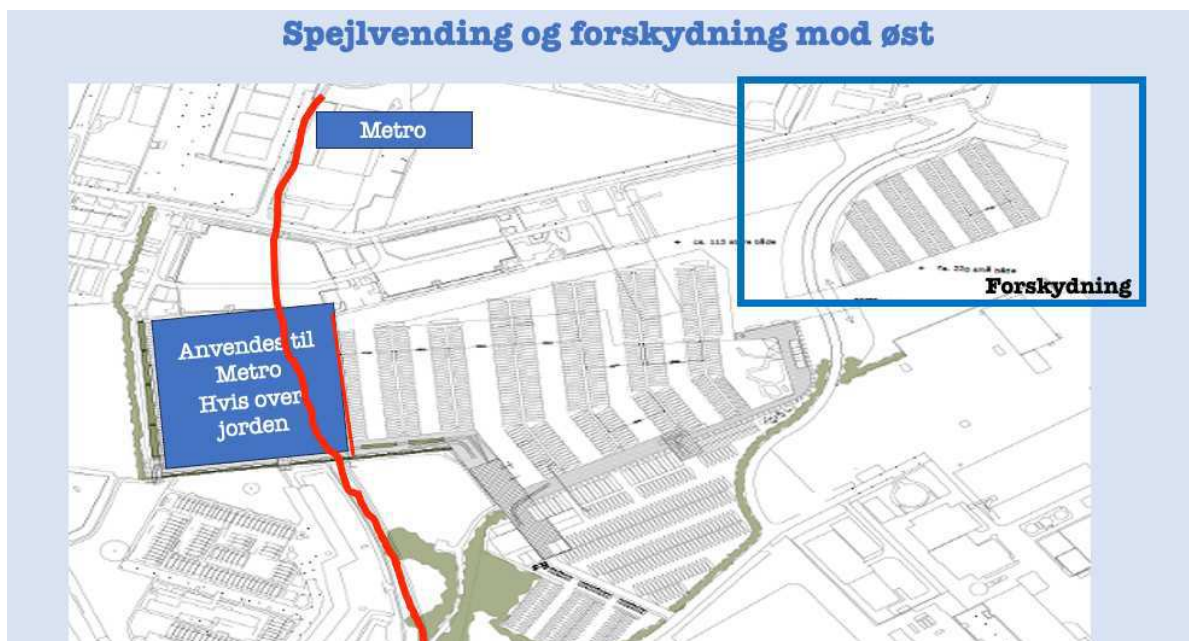 Spejlvending og forskydning mod øst
Metro
Forskydning
Anvendes til
Metro
Hvis over
jorden